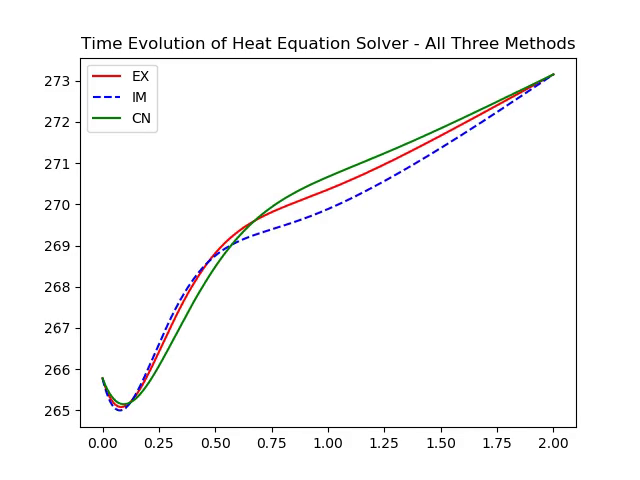 Time Evolution of Heat Equation Solver - All Three Methods
EX
IM
CN
273
272
271
270
269
268
267
266
265
0.00 0.25 0.50 0.75 1.00 1.25 1.50 1.75 2.00